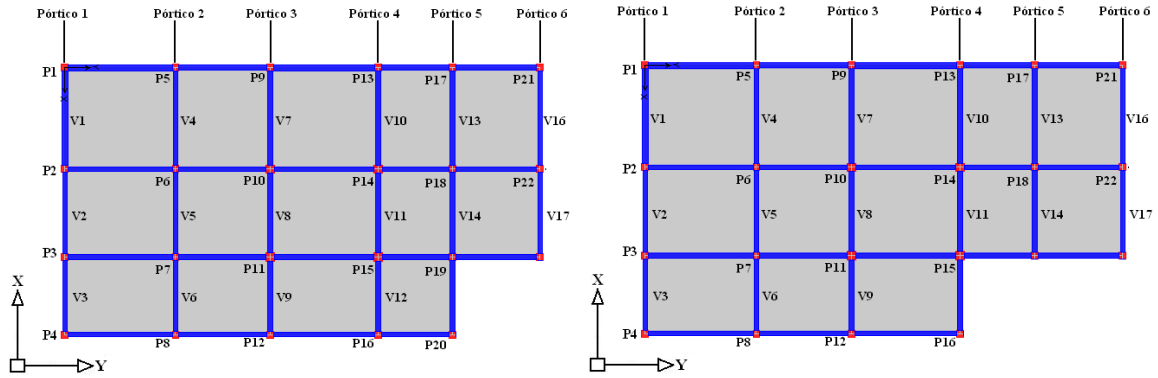 Pórtico 1 Pórtico 2 Pórtico 3 Pórtico 4 Pórtico 5 Pórtico 6
P1 P5 P9 P13 P17 P21
V1 V4 V7 V10 V13 V16
P2 P6 P10 P14 P18 P22
V2 V5 V8 V11 V14 V17
P3 P7 P11 P15 P19
V3 V6 V9 V12
P4 P8 P12 P16 P20
X
Y
Pórtico 1 Pórtico 2 Pórtico 3 Pórtico 4 Pórtico 5 Pórtico 6
P1 P5 P9 P13 P17 P21
V1 V4 V7 V10 V13 V16
P2 P6 P10 P14 P18 P22
V2 V5 V8 V11 V14 V17
P3 P7 P11 P15
V3 V6 V9
P4 P8 P12 P16
X
Y